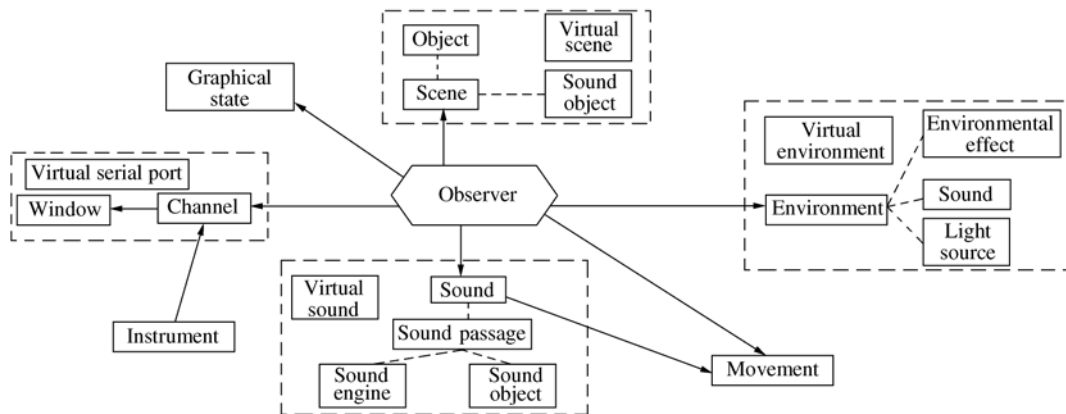 Object
Virtual
scene
Scene
Sound
object
Graphical
state
Virtual
environment
Environmental
effect
Virtual serial port
Window
Channel
Observer
Environment
Sound
Light
source
Virtual
sound
Sound
Sound passage
Instrument
Sound
engine
Sound
object
Movement